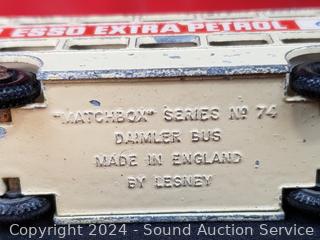 ESSO EXTRA PETROL
"MATCHBOX" SERIES Nº 74
DAIMLER BUS
MADE IN ENGLAND
BY LESNEY
Copyright 2024 - Sound Auction Service